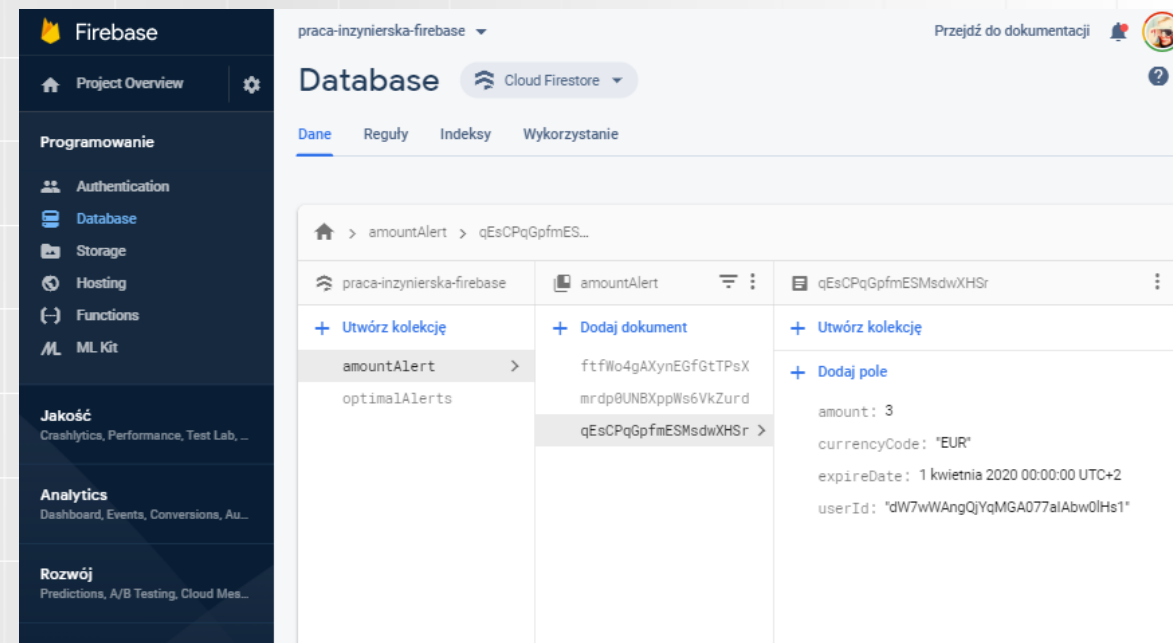 Firebase
Project Overview
Programowanie
Authentication
Database
Storage
Hosting
Functions
ML Kit
Jakość
Crashlytics, Performance, Test Lab, ...
Analytics
Dashboard, Events, Conversions, Au...
Rozwój
Predictions, A/B Testing, Cloud Mes...
praca-inzynierska-firebase
Przejdź do dokumentacji
Database
Cloud Firestore
Dane Reguły Indeksy Wykorzystanie
> amountAlert > qEsCPqGpfmES...
praca-inzynierska-firebase
+ Utwórz kolekcję
amountAlert >
optimalAlerts
amountAlert
+ Dodaj dokument
ftfWo4gAXynEGfGtTPsX
mrdp0UNBXppWs6VkZurd
qEsCPqGpfmESMsdwXHSr >
qEsCPqGpfmESMsdwXHSr
+ Utwórz kolekcję
+ Dodaj pole
amount: 3
currencyCode: "EUR"
expireDate: 1 kwietnia 2020 00:00:00 UTC+2
userId: "dW7wWAngQjYqMGA077aIAbw0lHs1"